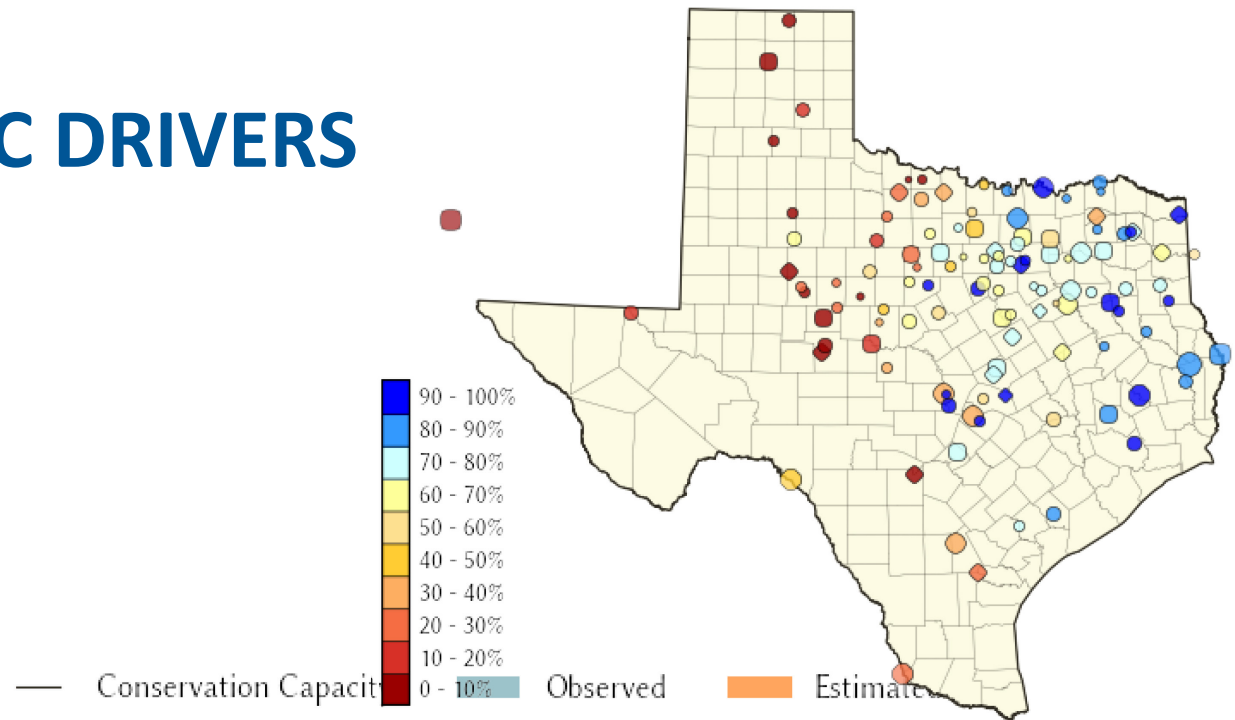 C DRIVERS
90 - 100%
80 - 90%
70 - 80%
60 - 70%
50 - 60%
40 - 50%
30 - 40%
20 - 30%
10 - 20%
0 - 10%
Conservation Capacit Observed Estimate